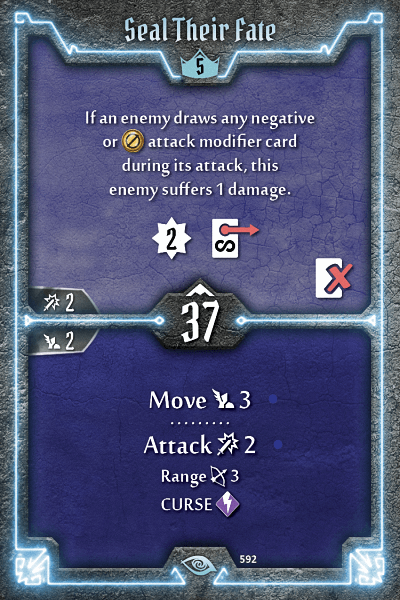 Seal Their Fate
5
If an enemy draws any negative
or attack modifier card
during its attack, this
enemy suffers 1 damage.
2
2
37
2
Move 3
Attack 2
Range 3
CURSE
592